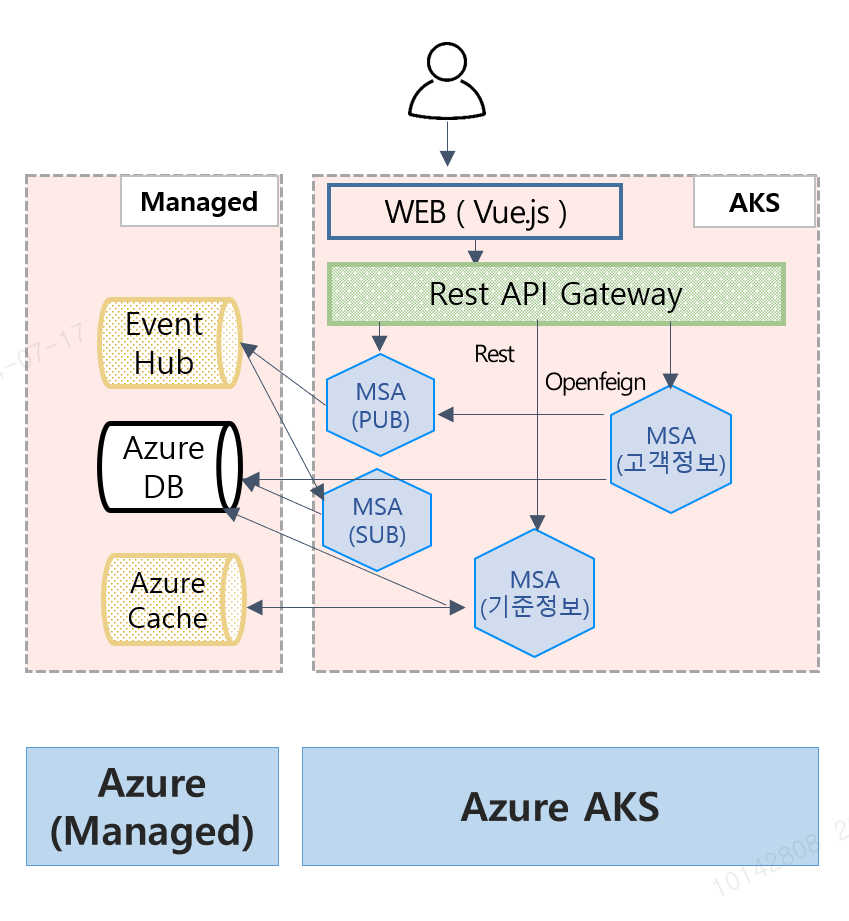 Managed
AKS
WEB ( Vue.js )
Rest API Gateway
Event
Hub
Rest
Openfeign
MSA
(PUB)
MSA
(고객정보)
Azure
DB
MSA
(SUB)
Azure
Cache
MSA
(기준정보)
Azure
(Managed)
Azure AKS
-07-17
10142808 2